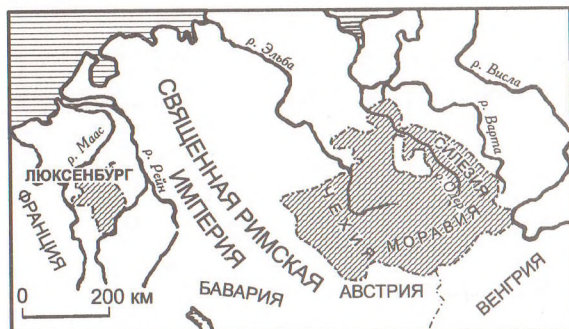 р. Эльба
р. Висла
р. Варта
р. Маас
р. Рейн
СВЯЩЕННАЯ РИМСКАЯ
ИМПЕРИЯ
ЛЮКСЕНБУРГ
ФРАНЦИЯ
СИЛЕЗИЯ
р. Одер
ЧЕХИЯ
МОРАВИЯ
0 200 км
БАВАРИЯ
АВСТРИЯ
ВЕНГРИЯ